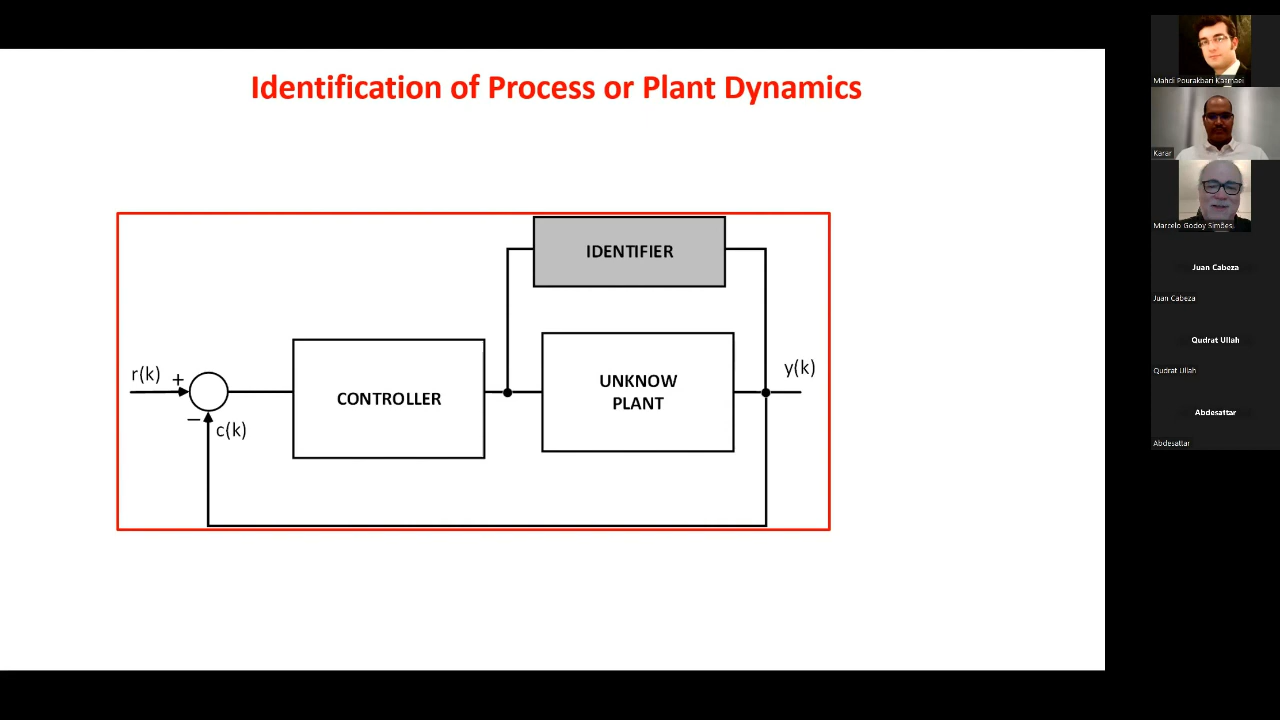 Identification of Process or Plant Dynamics
IDENTIFIER
r(k)
+
−
c(k)
CONTROLLER
UNKNOW
PLANT
y(k)
Mahdi Pourakbari Kasmaei
Karar
Marcelo Godoy Simões
Juan Cabeza
Juan Cabeza
Qudrat Ullah
Qudrat Ullah
Abdesattar
Abdesattar